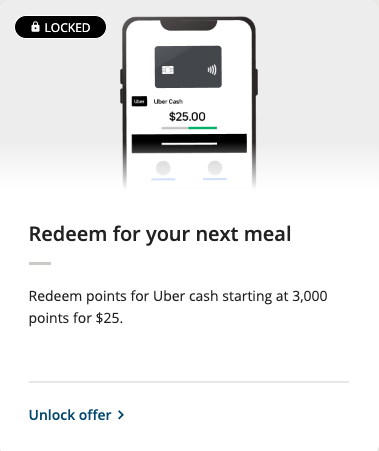 LOCKED
Uber
Uber Cash
$25.00
Redeem for your next meal
Redeem points for Uber cash starting at 3,000
points for $25.
Unlock offer